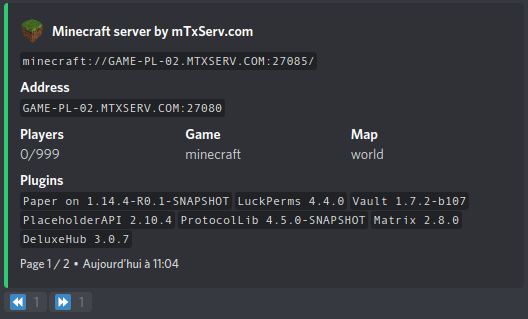 Minecraft server by mTxServ.com
minecraft://GAME-PL-02.MTXSERV.COM:27085/
Address
GAME-PL-02.MTXSERV.COM:27080
Players Game Map
0/999 minecraft world
Plugins
Paper on 1.14.4-R0.1-SNAPSHOT LuckPerms 4.4.0 Vault 1.7.2-b107
PlaceholderAPI 2.10.4 ProtocolLib 4.5.0-SNAPSHOT Matrix 2.8.0
DeluxeHub 3.0.7
Page 1 / 2 • Aujourd'hui à 11:04
1 1